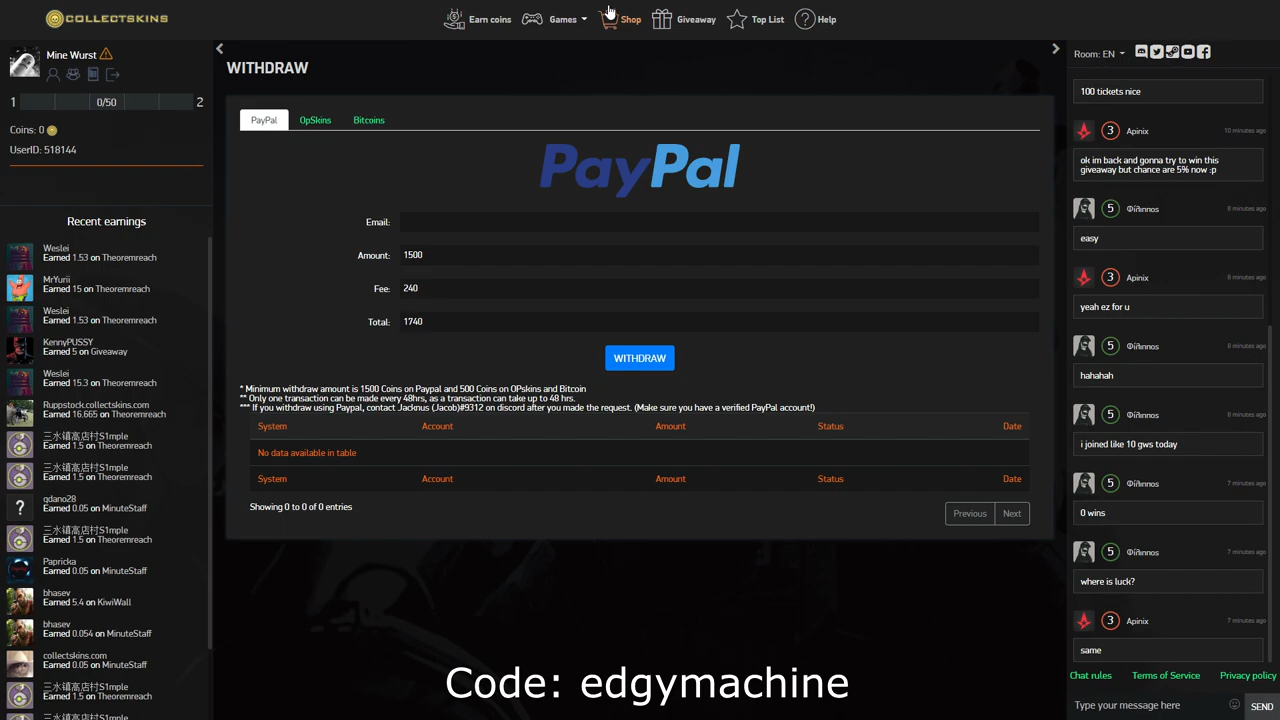 COLLECTSKINS
Earn coins
Games
Shop
Giveaway
Top List
Help
Mine Wurst
1
0/50
2
Coins: 0
UserID: 518144
Recent earnings
Weslei
Earned 1.53 on Theoremreach
MrYurii
Earned 15 on Theoremreach
Weslei
Earned 1.53 on Theoremreach
KennyPUSSY
Earned 5 on Giveaway
Weslei
Earned 15.3 on Theoremreach
Ruppstock.collectskins.com
Earned 16.665 on Theoremreach
三水镇高店村S1mple
Earned 1.5 on Theoremreach
三水镇高店村S1mple
Earned 1.5 on Theoremreach
qdano28
Earned 0.05 on MinuteStaff
三水镇高店村S1mple
Earned 1.5 on Theoremreach
Papricka
Earned 0.05 on MinuteStaff
bhasev
Earned 5.4 on KiwiWall
bhasev
Earned 0.054 on MinuteStaff
collectskins.com
Earned 0.05 on MinuteStaff
三水镇高店村S1mple
Earned 1.5 on Theoremreach
WITHDRAW
PayPal
OpSkins
Bitcoins
PayPal
Email:
Amount: 1500
Fee: 240
Total: 1740
WITHDRAW
* Minimum withdraw amount is 1500 Coins on Paypal and 500 Coins on OPskins and Bitcoin
** Only one transaction can be made every 48hrs, as a transaction can take up to 48 hrs.
*** If you withdraw using Paypal, contact Jacknus (Jacob)#9312 on discord after you made the request. (Make sure you have a verified PayPal account!)
System Account Amount Status Date
No data available in table
System Account Amount Status Date
Showing 0 to 0 of 0 entries
Previous
Next
Room: EN
100 tickets nice
3 Apinix 10 minutes ago
ok im back and gonna try to win this
giveaway but chance are 5% now :p
5 8 minutes ago
easy
3 Apinix 8 minutes ago
yeah ez for u
5 8 minutes ago
hahahah
5 8 minutes ago
i joined like 10 gws today
5 7 minutes ago
0 wins
5 7 minutes ago
where is luck?
3 Apinix 7 minutes ago
same
Chat rules
Terms of Service
Privacy policy
Type your message here
SEND
Code: edgymachine